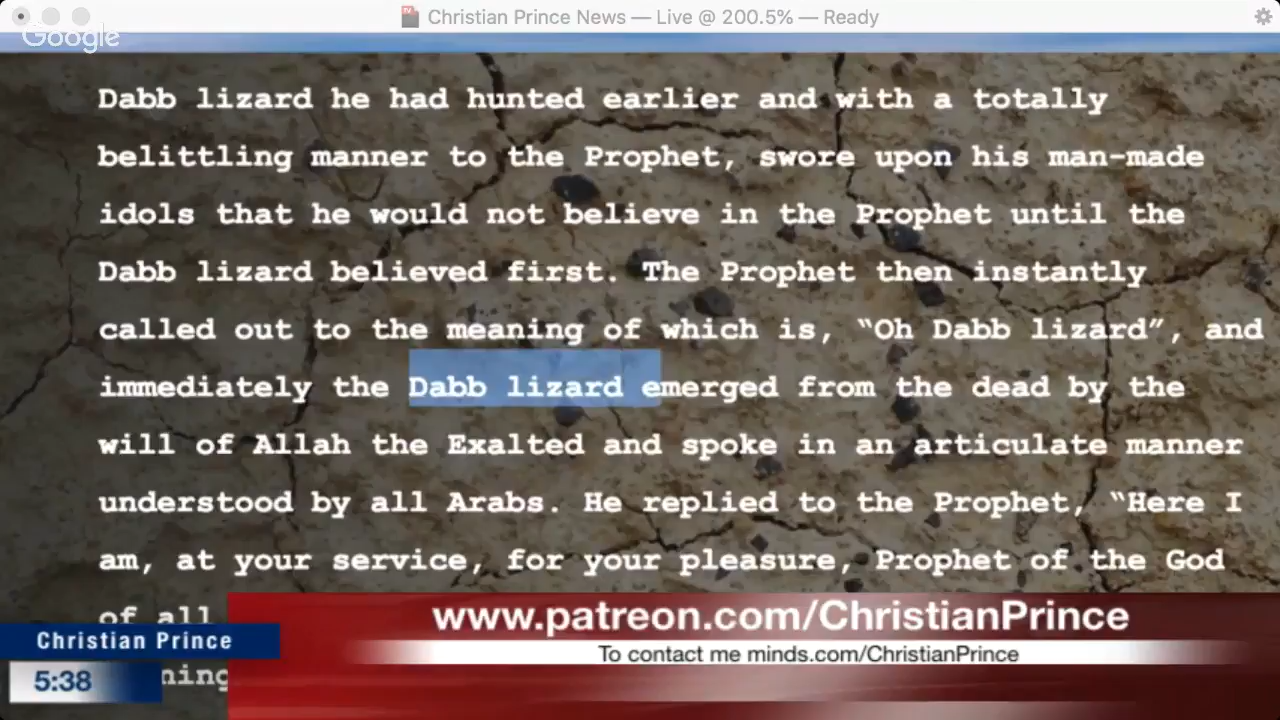 Christian Prince News — Live @ 200.5% — Ready
Google
Dabb lizard he had hunted earlier and with a totally
belittling manner to the Prophet, swore upon his man-made
idols that he would not believe in the Prophet until the
Dabb lizard believed first. The Prophet then instantly
called out to the meaning of which is, “Oh Dabb lizard”, and
immediately the Dabb lizard emerged from the dead by the
will of Allah the Exalted and spoke in an articulate manner
understood by all Arabs. He replied to the Prophet, “Here I
am, at your service, for your pleasure, Prophet of the God
of all
www.patreon.com/ChristianPrince
Christian Prince
To contact me minds.com/ChristianPrince
5:38